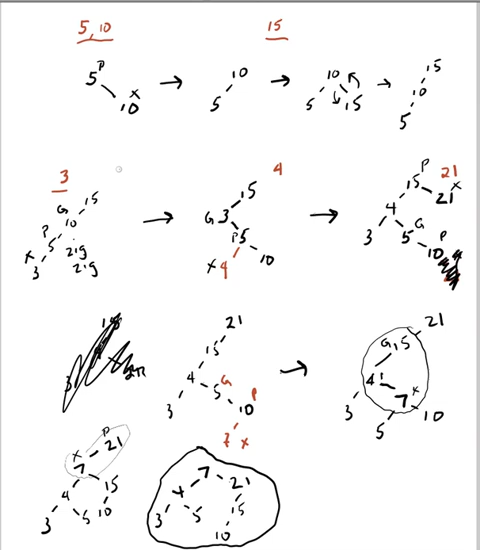 5, 10 15
5 P 10 X → 5 10 → 5 10 15 → 5 10 15
3 4 21
X 3 P 5 G 10 15 zig zig → G 3 15 P 5 X 4 10 → 3 4 15 P 21 X 5 G 10 P
3 4 15 21 5 G 10 P 7 X → 3 4 G 15 21 5 7 X 10
3 4 5 X 7 P 21 15 10
3 4 5 7 21 15 10